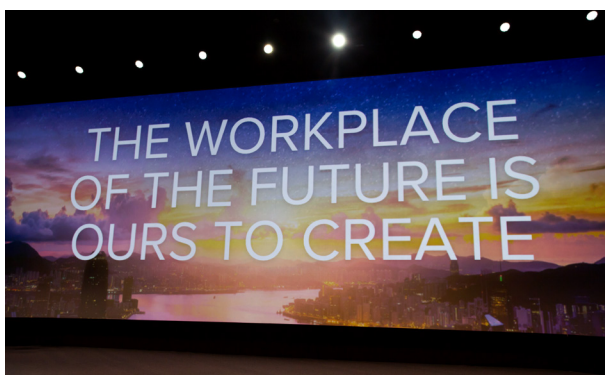 THE WORKPLACE
OF THE FUTURE IS
OURS TO CREATE